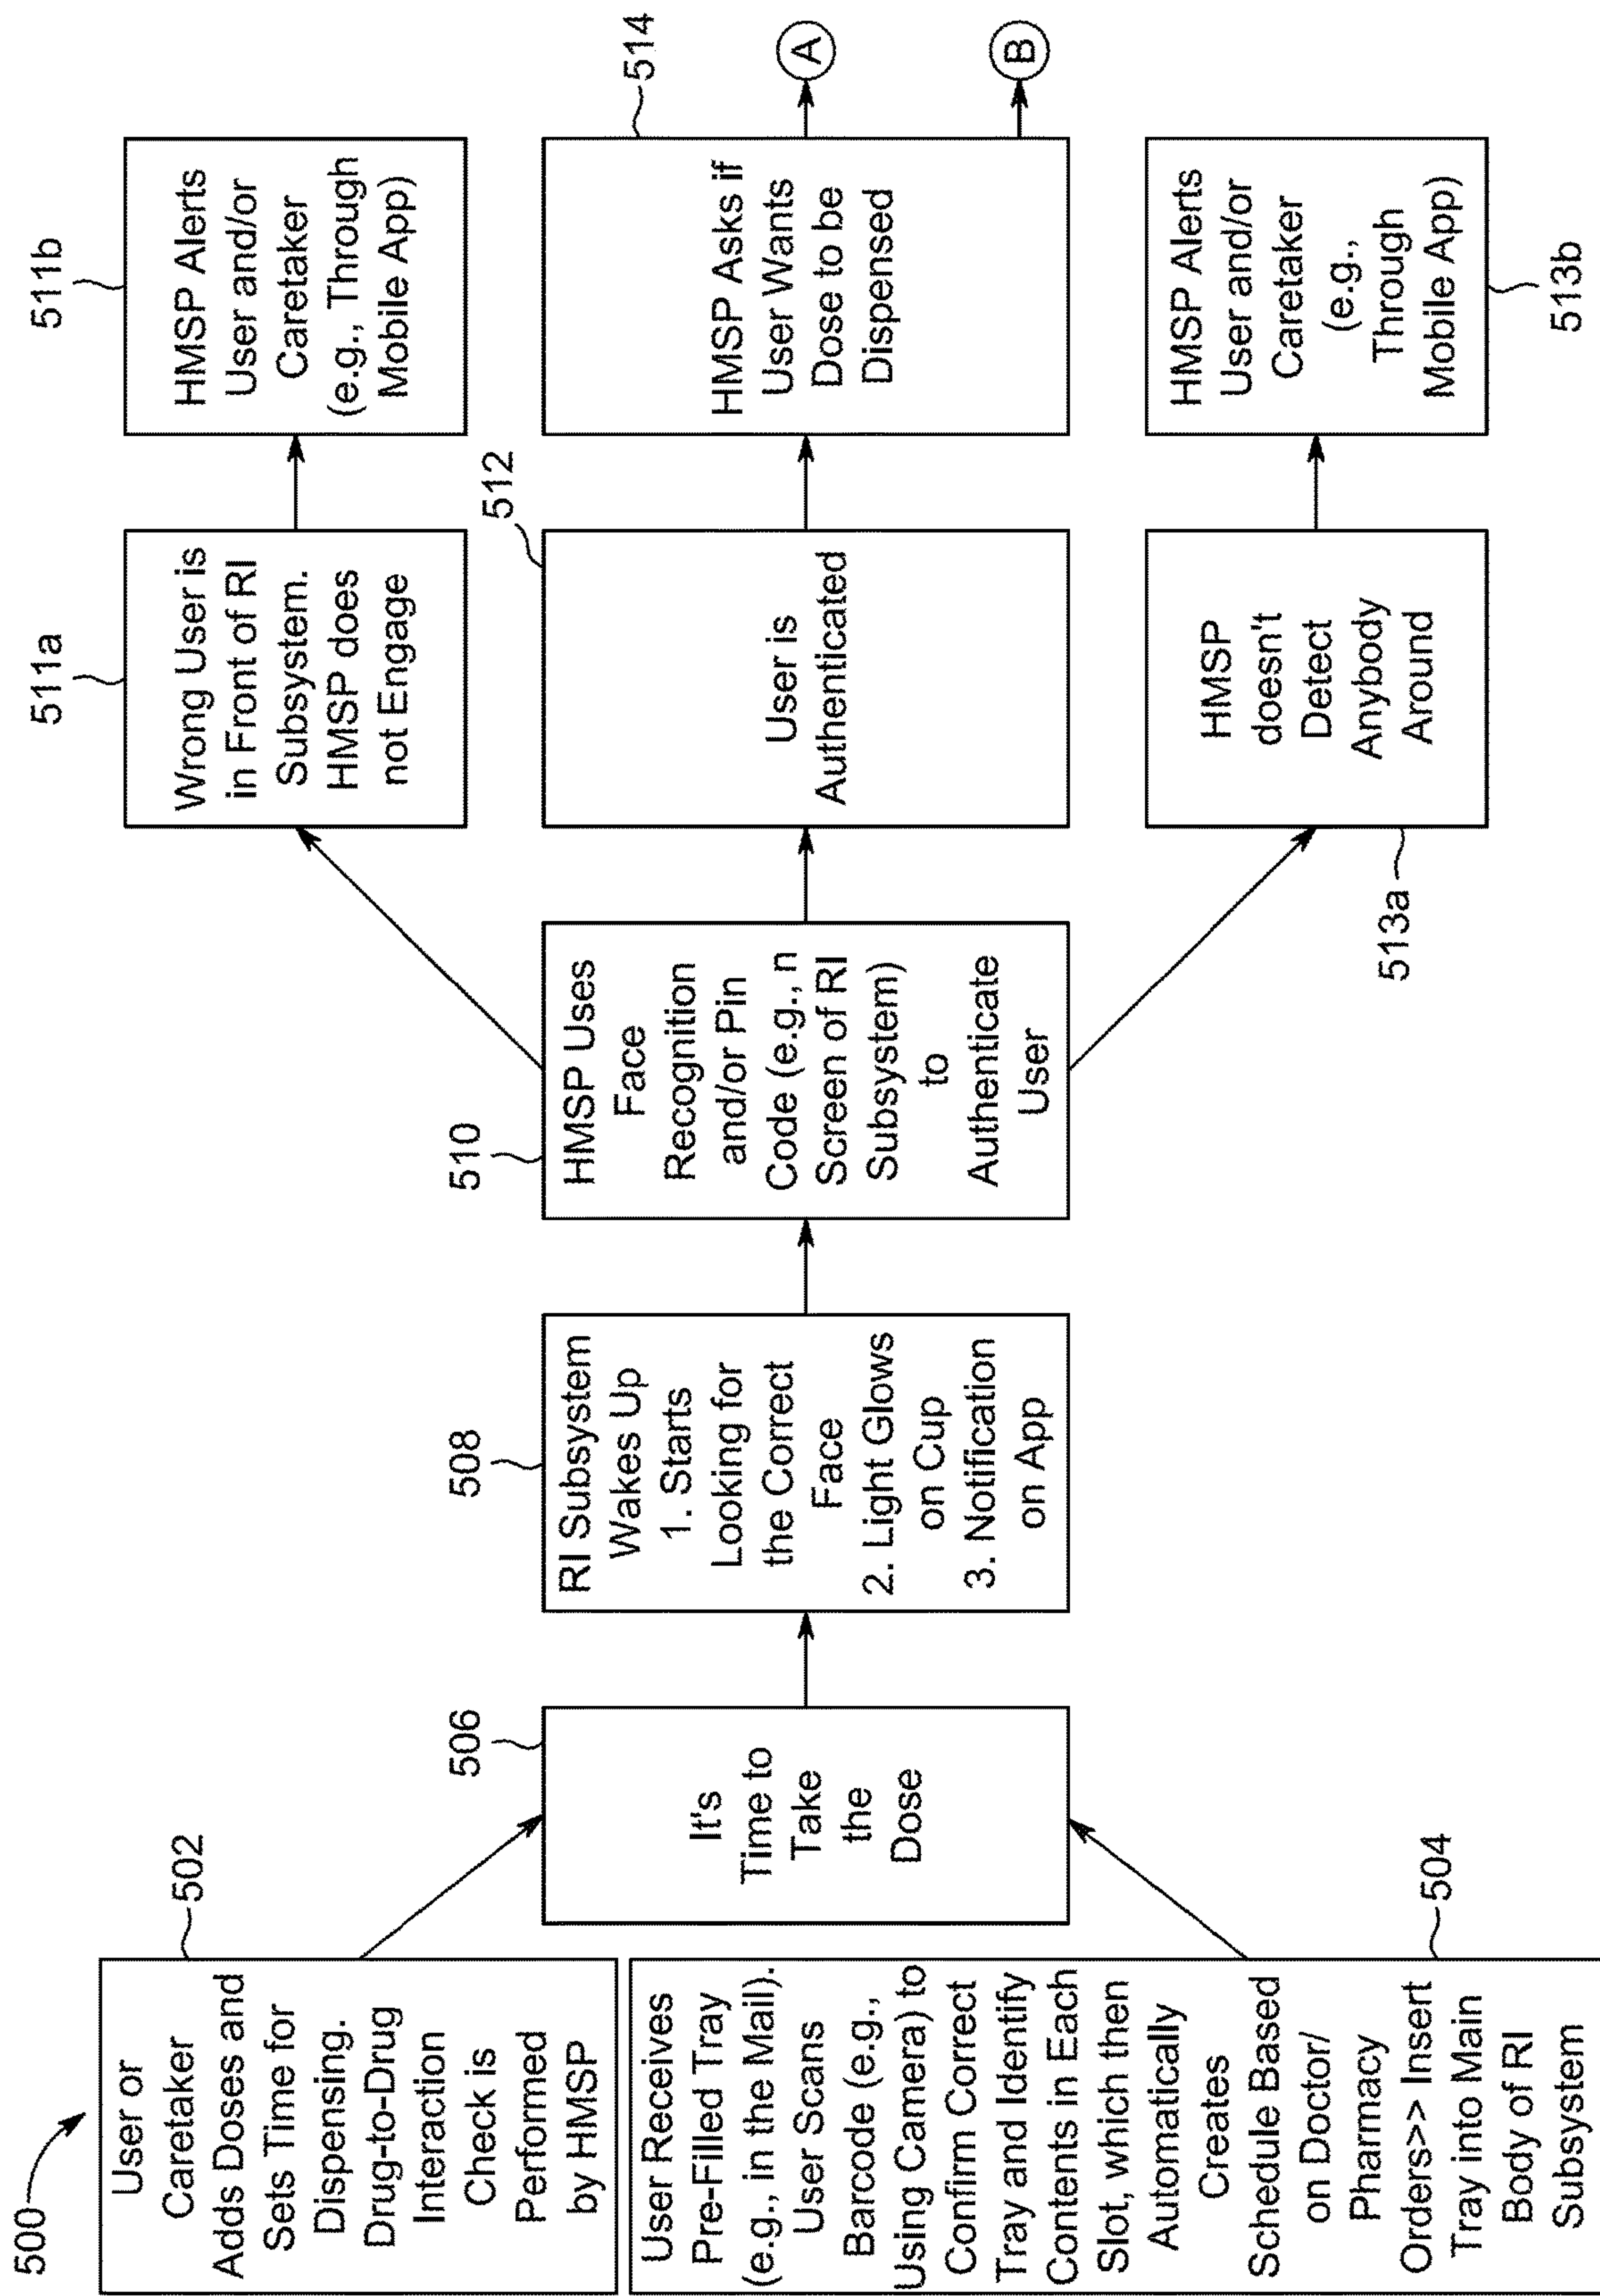 500
502
User or
Caretaker
Adds Doses and
Sets Time for
Dispensing.
Drug-to-Drug
Interaction
Check is
Performed
by HMSP
504
User Receives
Pre-Filled Tray
(e.g., in the Mail).
User Scans
Barcode (e.g.,
Using Camera) to
Confirm Correct
Tray and Identify
Contents in Each
Slot, which then
Automatically
Creates
Schedule Based
on Doctor/
Pharmacy
Orders>> Insert
Tray into Main
Body of RI
Subsystem
506
It's
Time to
Take
the
Dose
508
RI Subsystem
Wakes Up
1. Starts
Looking for
the Correct
Face
2. Light Glows
on Cup
3. Notification
on App
510
HMSP Uses
Face
Recognition
and/or Pin
Code (e.g., n
Screen of RI
Subsystem)
to
Authenticate
User
511a
Wrong User is
in Front of RI
Subsystem.
HMSP does
not Engage
511b
HMSP Alerts
User and/or
Caretaker
(e.g., Through
Mobile App)
512
User is
Authenticated
514
HMSP Asks if
User Wants
Dose to be
Dispensed
A
B
513a
HMSP
doesn't
Detect
Anybody
Around
513b
HMSP Alerts
User and/or
Caretaker
(e.g.,
Through
Mobile App)